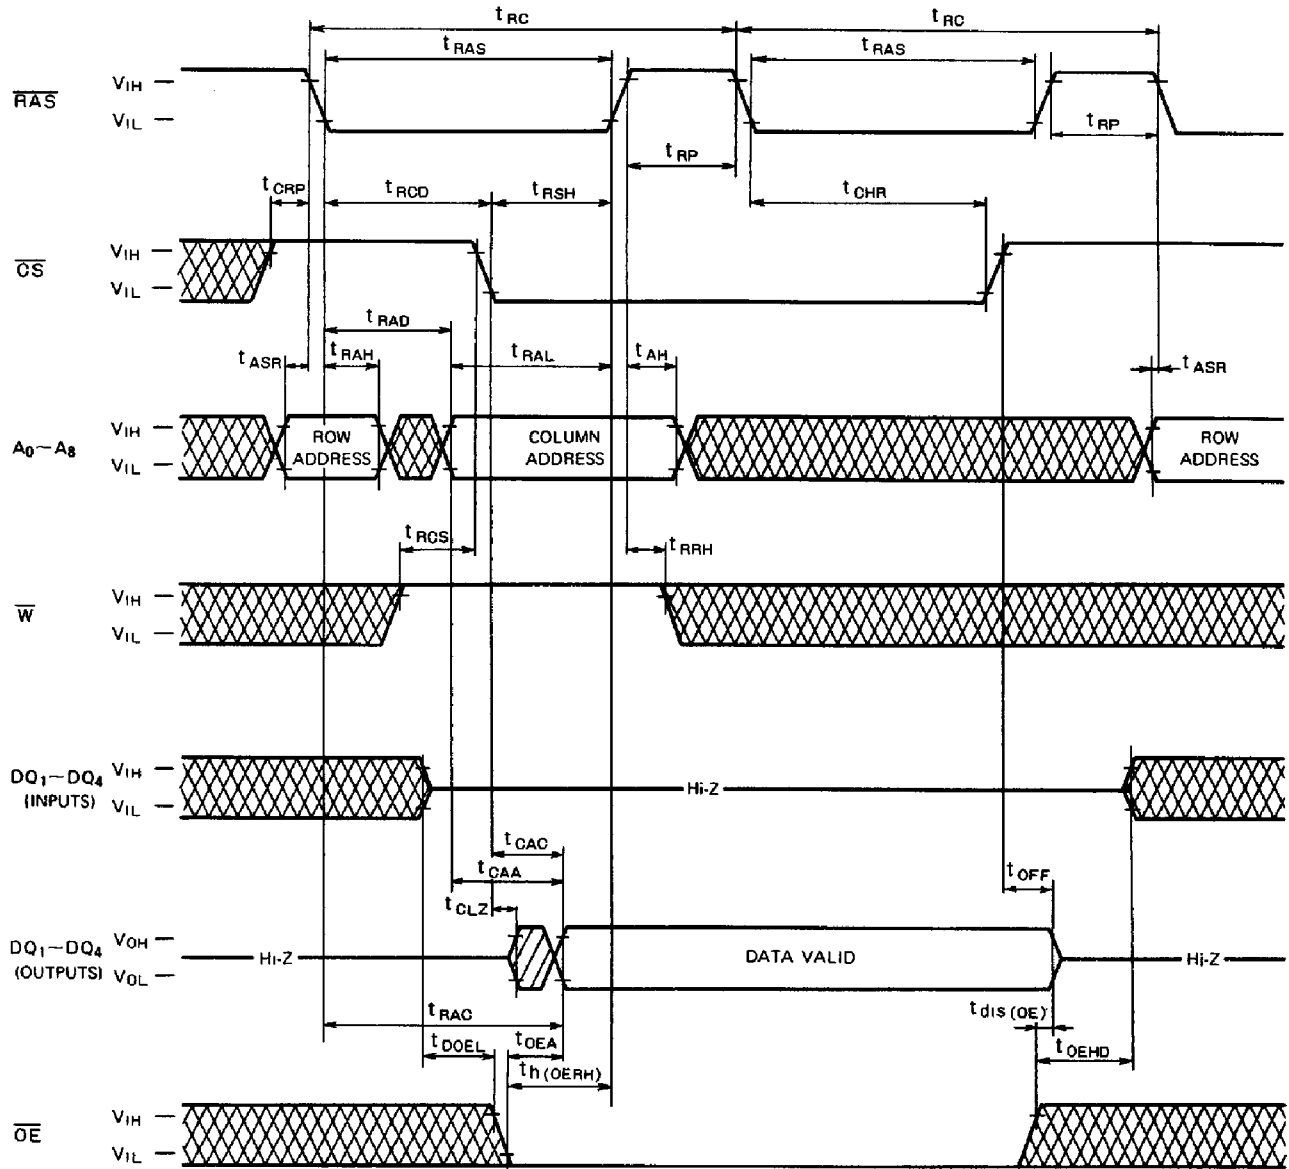 tRC tRC
tRAS tRAS
RAS VIH VIL
tRP tRP
tCRP tRCD tRSH tCHR
CS VIH VIL
tRAD
tASR tRAH tRAL tAH tASR
A0~A8 VIH VIL
ROW ADDRESS
COLUMN ADDRESS
ROW ADDRESS
tRCS tRRH
W VIH VIL
DQ1~DQ4 (INPUTS) VIH VIL
Hi-Z
tCAC
tCAA tOFF
tCLZ
DQ1~DQ4 (OUTPUTS) VOH VOL
Hi-Z DATA VALID Hi-Z
tRAC tdis(OE)
tDOEL tOEA tOEHD
th(OERH)
OE VIH VIL